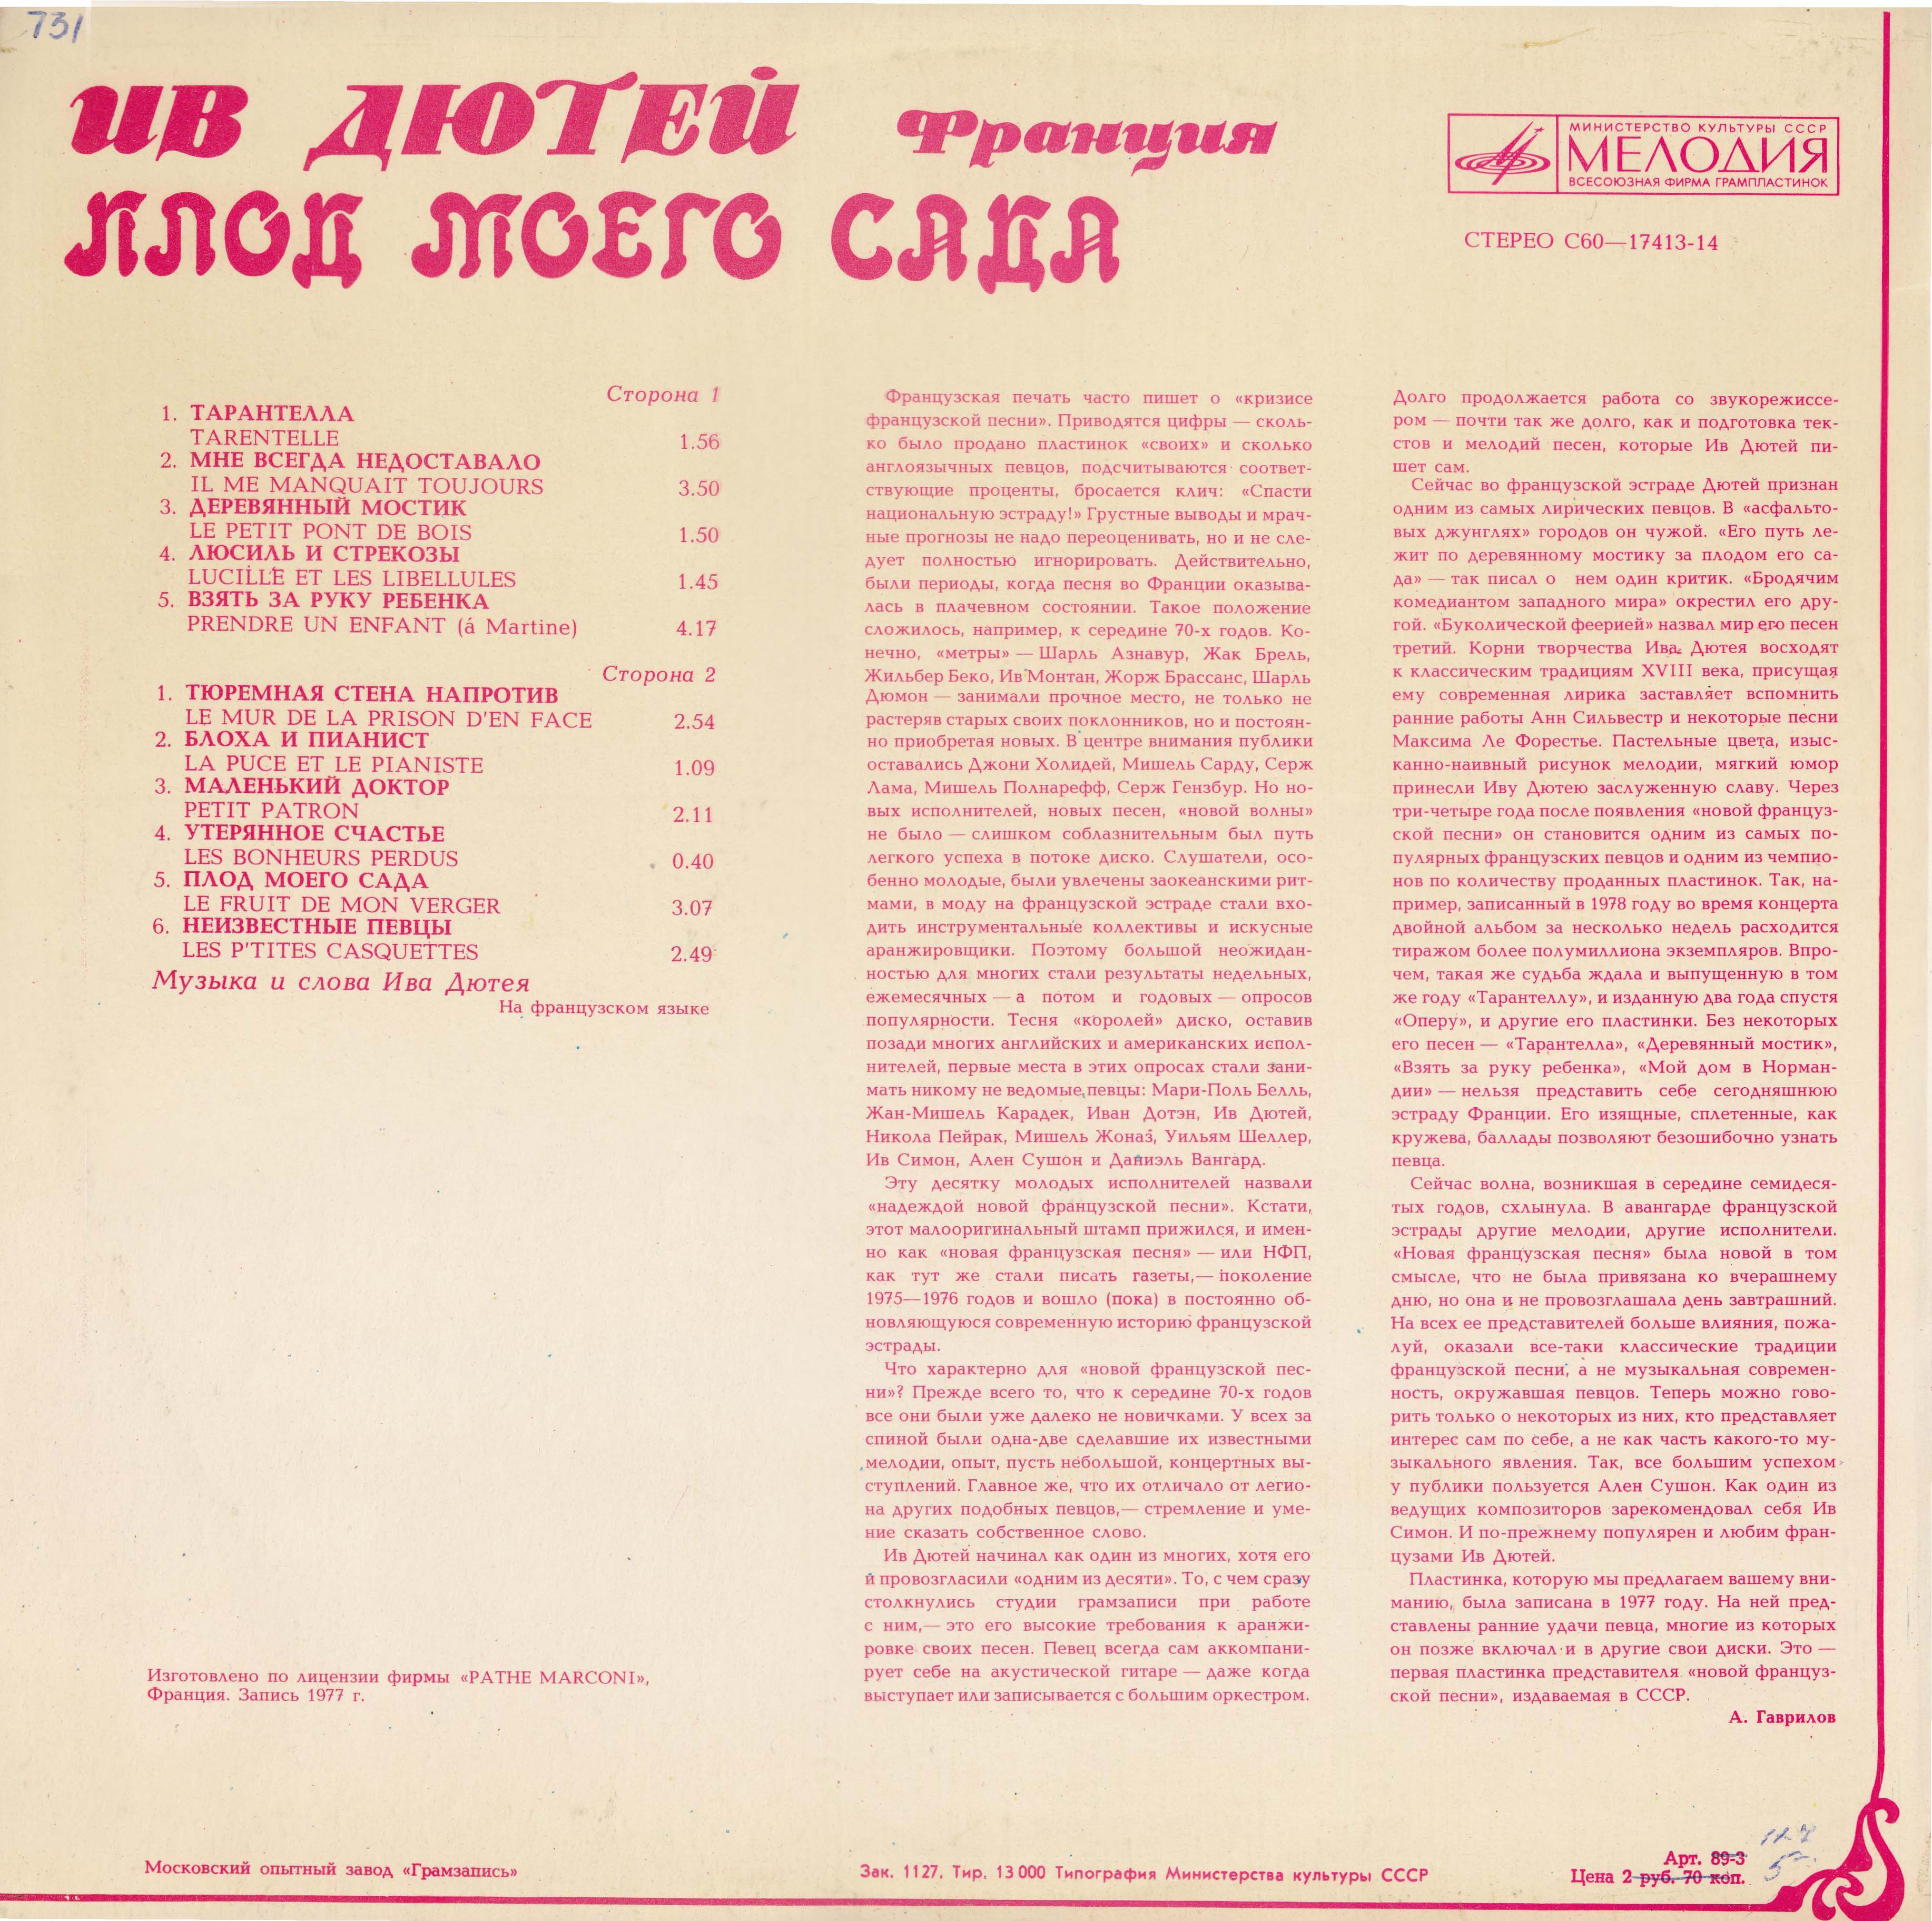 731
ИВ ДЮТЕЙ Франция
ПЛОД МОЕГО САДА
МИНИСТЕРСТВО КУЛЬТУРЫ СССР
МЕЛОДИЯ
ВСЕСОЮЗНАЯ ФИРМА ГРАМПЛАСТИНОК
СТЕРЕО С60—17413-14
Сторона 1
1. ТАРАНТЕЛЛА
TARENTELLE 1.56
2. МНЕ ВСЕГДА НЕДОСТАВАЛО
IL ME MANQUAIT TOUJOURS 3.50
3. ДЕРЕВЯННЫЙ МОСТИК
LE PETIT PONT DE BOIS 1.50
4. ЛЮСИЛЬ И СТРЕКОЗЫ
LUCILLE ET LES LIBELLULES 1.45
5. ВЗЯТЬ ЗА РУКУ РЕБЕНКА
PRENDRE UN ENFANT (á Martine) 4.17
Сторона 2
1. ТЮРЕМНАЯ СТЕНА НАПРОТИВ
LE MUR DE LA PRISON D'EN FACE 2.54
2. БЛОХА И ПИАНИСТ
LA PUCE ET LE PIANISTE 1.09
3. МАЛЕНЬКИЙ ДОКТОР
PETIT PATRON 2.11
4. УТЕРЯННОЕ СЧАСТЬЕ
LES BONHEURS PERDUS 0.40
5. ПЛОД МОЕГО САДА
LE FRUIT DE MON VERGER 3.07
6. НЕИЗВЕСТНЫЕ ПЕВЦЫ
LES P'TITES CASQUETTES 2.49
Музыка и слова Ива Дютея
На французском языке
Изготовлено по лицензии фирмы «PATHE MARCONI»,
Франция. Запись 1977 г.
Французская печать часто пишет о «кризисе
французской песни». Приводятся цифры — сколь-
ко было продано пластинок «своих» и сколько
англоязычных певцов, подсчитываются соответ-
ствующие проценты, бросается клич: «Спасти
национальную эстраду!» Грустные выводы и мрач-
ные прогнозы не надо переоценивать, но и не сле-
дует полностью игнорировать. Действительно,
были периоды, когда песня во Франции оказыва-
лась в плачевном состоянии. Такое положение
сложилось, например, к середине 70-х годов. Ко-
нечно, «метры» — Шарль Азнавур, Жак Брель,
Жильбер Беко, Ив Монтан, Жорж Брассанс, Шарль
Дюмон — занимали прочное место, не только не
растеряв старых своих поклонников, но и постоян-
но приобретая новых. В центре внимания публики
оставались Джони Холидей, Мишель Сарду, Серж
Лама, Мишель Полнарефф, Серж Гензбур. Но но-
вых исполнителей, новых песен, «новой волны»
не было — слишком соблазнительным был путь
легкого успеха в потоке диско. Слушатели, осо-
бенно молодые, были увлечены заокеанскими рит-
мами, в моду на французской эстраде стали вхо-
дить инструментальные коллективы и искусные
аранжировщики. Поэтому большой неожидан-
ностью для многих стали результаты недельных,
ежемесячных — а потом и годовых — опросов
популярности. Тесня «королей» диско, оставив
позади многих английских и американских испол-
нителей, первые места в этих опросах стали зани-
мать никому не ведомые певцы: Мари-Поль Белль,
Жан-Мишель Карадек, Иван Дотэн, Ив Дютей,
Никола Пейрак, Мишель Жоназ, Уильям Шеллер,
Ив Симон, Ален Сушон и Даниэль Вангард.
Эту десятку молодых исполнителей назвали
«надеждой новой французской песни». Кстати,
этот малооригинальный штамп прижился, и имен-
но как «новая французская песня» — или НФП,
как тут же стали писать газеты,— поколение
1975—1976 годов и вошло (пока) в постоянно об-
новляющуюся современную историю французской
эстрады.
Что характерно для «новой французской пес-
ни»? Прежде всего то, что к середине 70-х годов
все они были уже далеко не новичками. У всех за
спиной были одна-две сделавшие их известными
мелодии, опыт, пусть небольшой, концертных вы-
ступлений. Главное же, что их отличало от легио-
на других подобных певцов,— стремление и уме-
ние сказать собственное слово.
Ив Дютей начинал как один из многих, хотя его
и провозгласили «одним из десяти». То, с чем сразу
столкнулись студии грамзаписи при работе
с ним,— это его высокие требования к аранжи-
ровке своих песен. Певец всегда сам аккомпани-
рует себе на акустической гитаре — даже когда
выступает или записывается с большим оркестром.
Долго продолжается работа со звукорежиссе-
ром — почти так же долго, как и подготовка тек-
стов и мелодий песен, которые Ив Дютей пи-
шет сам.
Сейчас во французской эстраде Дютей признан
одним из самых лирических певцов. В «асфальто-
вых джунглях» городов он чужой. «Его путь ле-
жит по деревянному мостику за плодом его са-
да» — так писал о нем один критик. «Бродячим
комедиантом западного мира» окрестил его дру-
гой. «Буколической феерией» назвал мир его песен
третий. Корни творчества Ива Дютея восходят
к классическим традициям XVIII века, присущая
ему современная лирика заставляет вспомнить
ранние работы Анн Сильвестр и некоторые песни
Максима Ле Форестье. Пастельные цвета, изыс-
канно-наивный рисунок мелодии, мягкий юмор
принесли Иву Дютею заслуженную славу. Через
три-четыре года после появления «новой француз-
ской песни» он становится одним из самых по-
пулярных французских певцов и одним из чемпио-
нов по количеству проданных пластинок. Так, на-
пример, записанный в 1978 году во время концерта
двойной альбом за несколько недель расходится
тиражом более полумиллиона экземпляров. Впро-
чем, такая же судьба ждала и выпущенную в том
же году «Тарантеллу», и изданную два года спустя
«Оперу», и другие его пластинки. Без некоторых
его песен — «Тарантелла», «Деревянный мостик»,
«Взять за руку ребенка», «Мой дом в Норман-
дии» — нельзя представить себе сегодняшнюю
эстраду Франции. Его изящные, сплетенные, как
кружева, баллады позволяют безошибочно узнать
певца.
Сейчас волна, возникшая в середине семидеся-
тых годов, схлынула. В авангарде французской
эстрады другие мелодии, другие исполнители.
«Новая французская песня» была новой в том
смысле, что не была привязана ко вчерашнему
дню, но она и не провозглашала день завтрашний.
На всех ее представителей больше влияния, пожа-
луй, оказали все-таки классические традиции
французской песни, а не музыкальная современ-
ность, окружавшая певцов. Теперь можно гово-
рить только о некоторых из них, кто представляет
интерес сам по себе, а не как часть какого-то му-
зыкального явления. Так, все большим успехом
у публики пользуется Ален Сушон. Как один из
ведущих композиторов зарекомендовал себя Ив
Симон. И по-прежнему популярен и любим фран-
цузами Ив Дютей.
Пластинка, которую мы предлагаем вашему вни-
манию, была записана в 1977 году. На ней пред-
ставлены ранние удачи певца, многие из которых
он позже включал и в другие свои диски. Это —
первая пластинка представителя «новой француз-
ской песни», издаваемая в СССР.
А. Гаврилов
Московский опытный завод «Грамзапись»
Зак. 1127. Тир. 13 000 Типография Министерства культуры СССР
Арт. 89-3
Цена 2 руб. 70 коп.